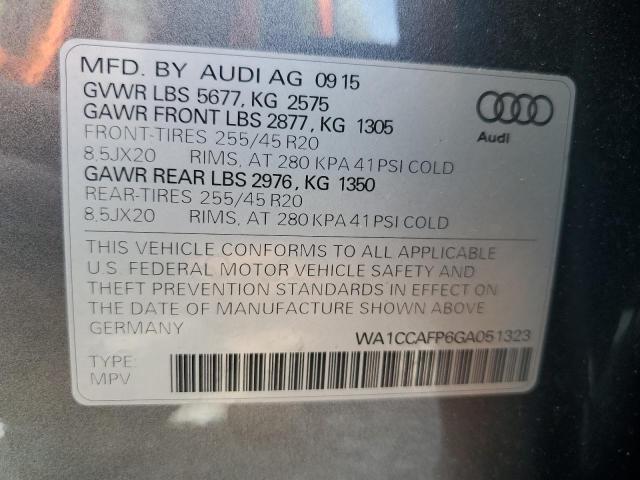 MFD. BY AUDI AG 09 15
GVWR LBS 5677, KG 2575
GAWR FRONT LBS 2877, KG 1305
FRONT-TIRES 255/45 R20
8,5JX20 RIMS, AT 280 KPA 41 PSI COLD
GAWR REAR LBS 2976, KG 1350
REAR-TIRES 255/45 R20
8,5JX20 RIMS, AT 280 KPA 41 PSI COLD
Audi
THIS VEHICLE CONFORMS TO ALL APPLICABLE
U.S. FEDERAL MOTOR VEHICLE SAFETY AND
THEFT PREVENTION STANDARDS IN EFFECT ON
THE DATE OF MANUFACTURE SHOWN ABOVE.
GERMANY
WA1CCAFP6GA051323
TYPE:
MPV